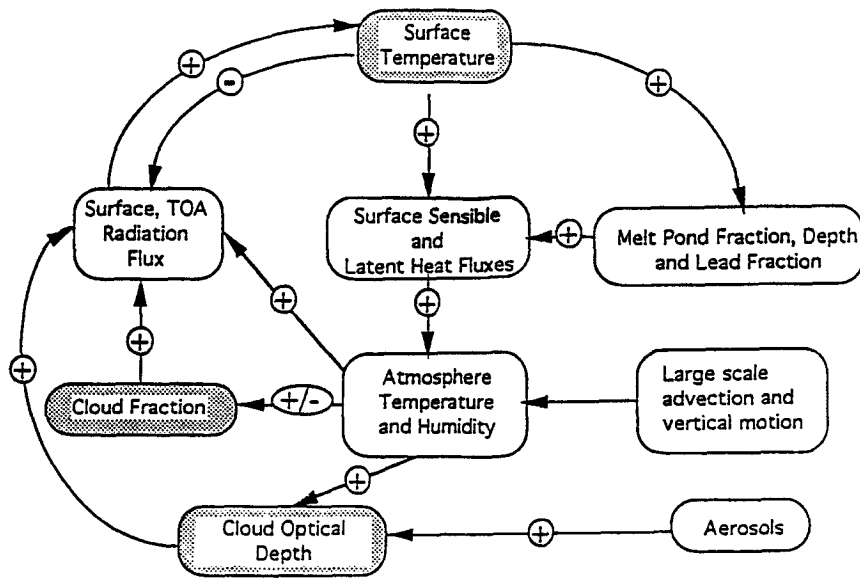 Surface
Temperature
+
-
+
+
Surface, TOA
Radiation
Flux
Surface Sensible
and
Latent Heat Fluxes
+
Melt Pond Fraction, Depth
and Lead Fraction
+
+
+
+
Cloud Fraction
+/-
Atmosphere
Temperature
and Humidity
Large scale
advection and
vertical motion
+
Cloud Optical
Depth
+
Aerosols